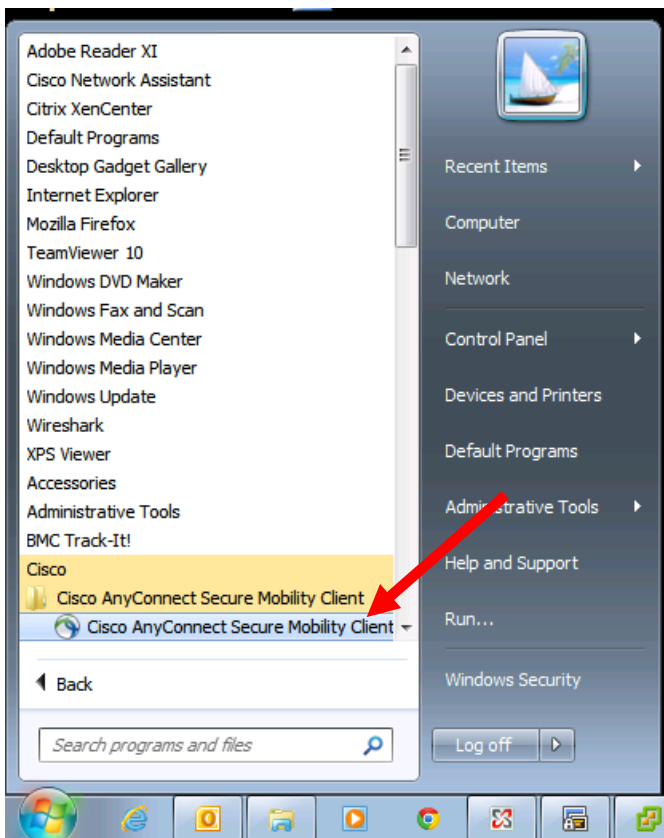 Adobe Reader XI
Cisco Network Assistant
Citrix XenCenter
Default Programs
Desktop Gadget Gallery
Internet Explorer
Mozilla Firefox
TeamViewer 10
Windows DVD Maker
Windows Fax and Scan
Windows Media Center
Windows Media Player
Windows Update
Wireshark
XPS Viewer
Accessories
Administrative Tools
BMC Track-It!
Cisco
Cisco AnyConnect Secure Mobility Client
Cisco AnyConnect Secure Mobility Client
Back
Search programs and files
Recent Items
Computer
Network
Control Panel
Devices and Printers
Default Programs
Administrative Tools
Help and Support
Run...
Windows Security
Log off